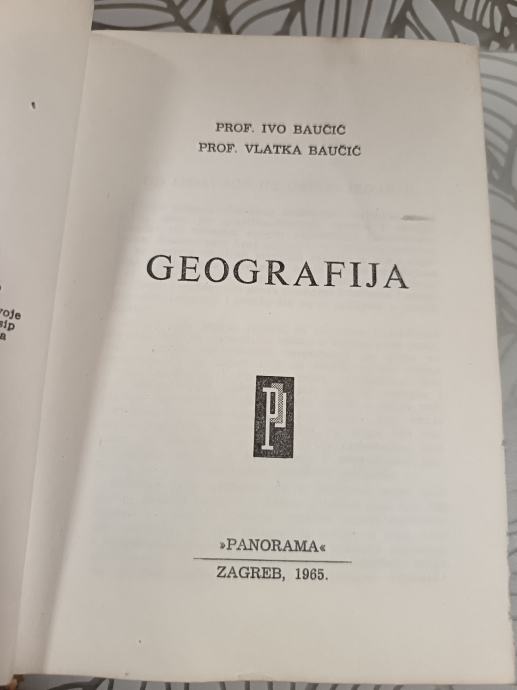 PROF. IVO BAUČIĆ
PROF. VLATKA BAUČIĆ
GEOGRAFIJA
P
»PANORAMA«
ZAGREB, 1965.